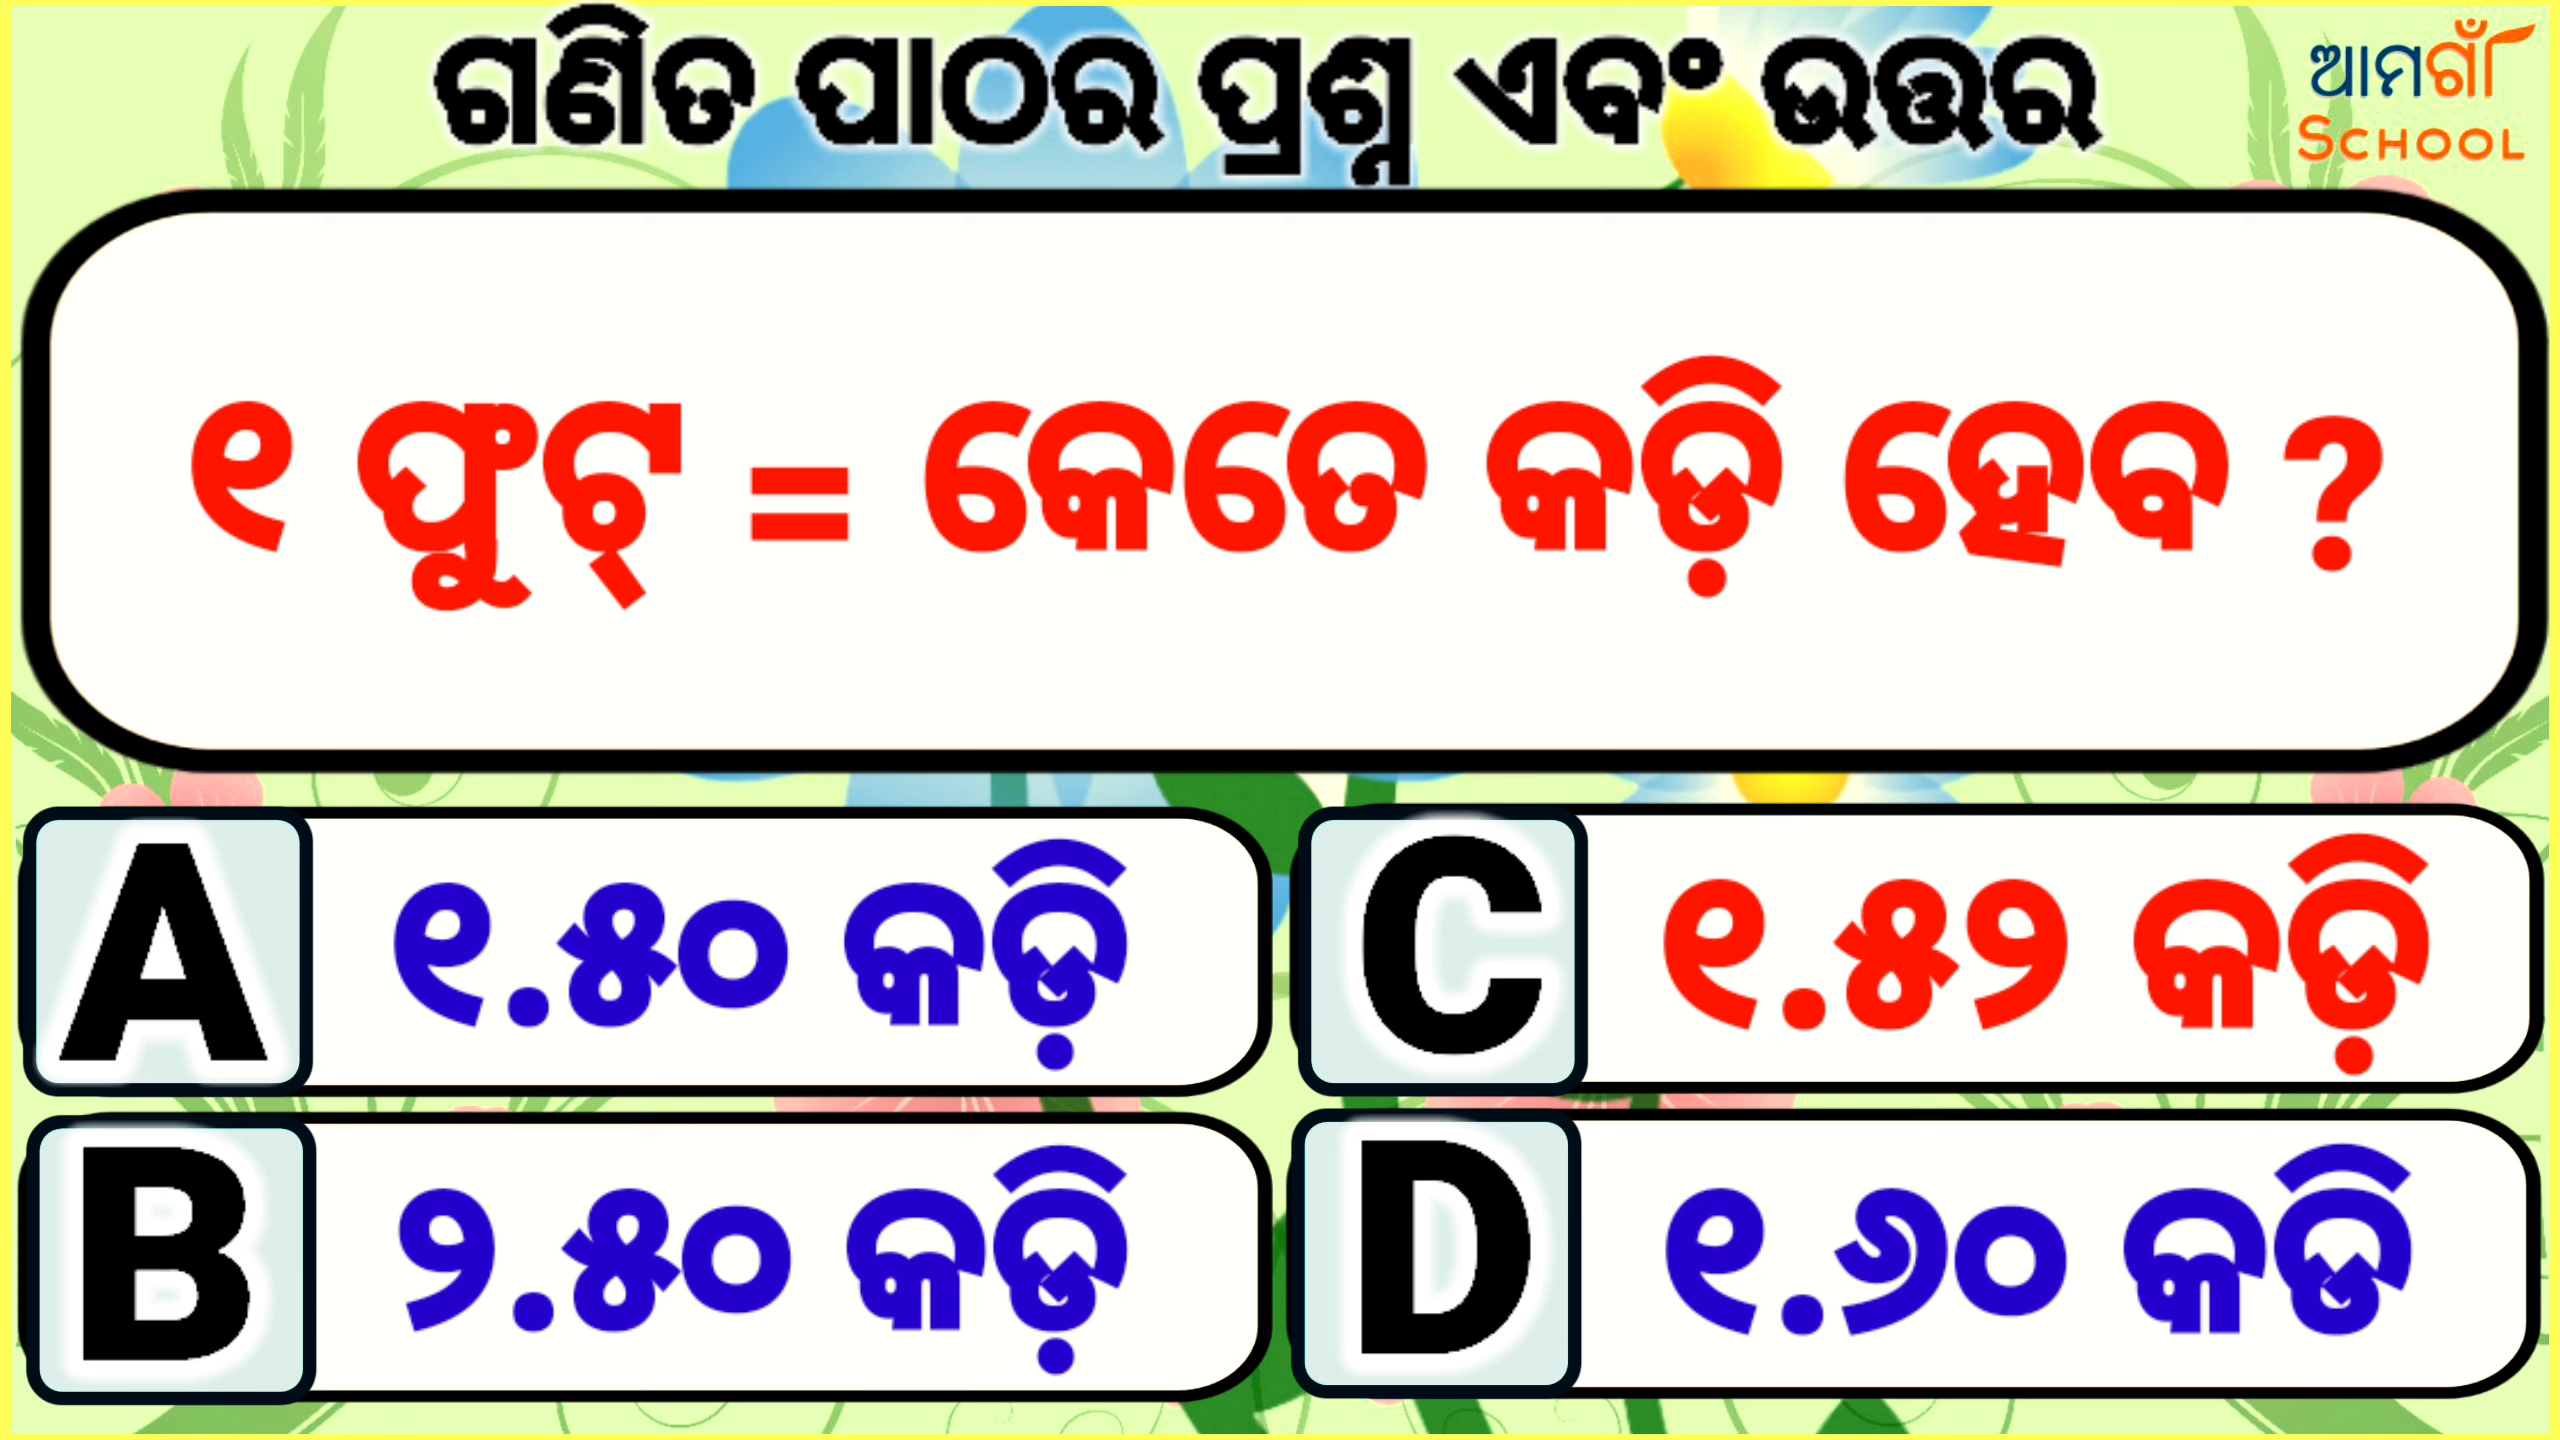 ଗଣିତ ପାଠର ପ୍ରଶ୍ନ ଏବଂ ଉତ୍ତର
ଆମଗାଁ
SCHOOL
୧ ଫୁଟ୍ = କେତେ କଡ଼ି ହେବ ?
A ୧.୫୦ କଡ଼ି
C ୧.୫୨ କଡ଼ି
B ୨.୫୦ କଡ଼ି
D ୧.୬୦ କଡି